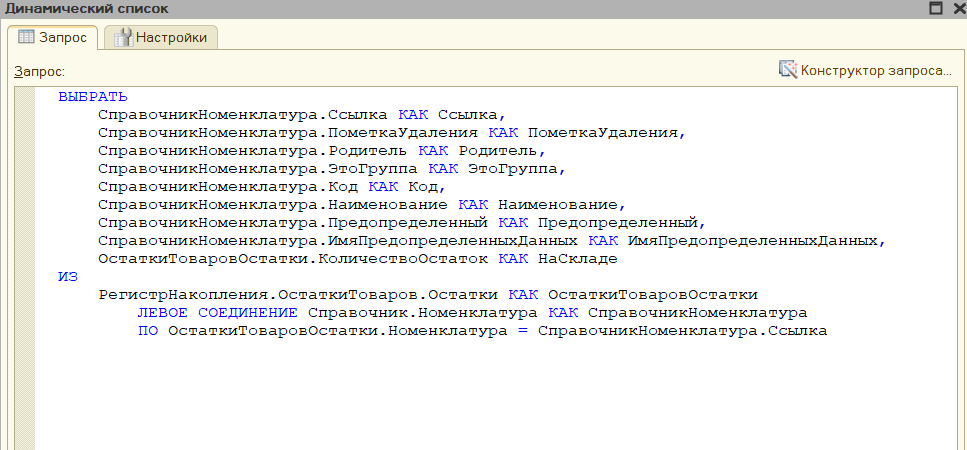 Динамический список
Запрос
Настройки
Запрос:
Конструктор запроса...
ВЫБРАТЬ
СправочникНоменклатура.Ссылка КАК Ссылка,
СправочникНоменклатура.ПометкаУдаления КАК ПометкаУдаления,
СправочникНоменклатура.Родитель КАК Родитель,
СправочникНоменклатура.ЭтоГруппа КАК ЭтоГруппа,
СправочникНоменклатура.Код КАК Код,
СправочникНоменклатура.Наименование КАК Наименование,
СправочникНоменклатура.Предопределенный КАК Предопределенный,
СправочникНоменклатура.ИмяПредопределенныхДанных КАК ИмяПредопределенныхДанных,
ОстаткиТоваровОстатки.КоличествоОстаток КАК НаСкладе
ИЗ
РегистрНакопления.ОстаткиТоваров.Остатки КАК ОстаткиТоваровОстатки
ЛЕВОЕ СОЕДИНЕНИЕ Справочник.Номенклатура КАК СправочникНоменклатура
ПО ОстаткиТоваровОстатки.Номенклатура = СправочникНоменклатура.Ссылка